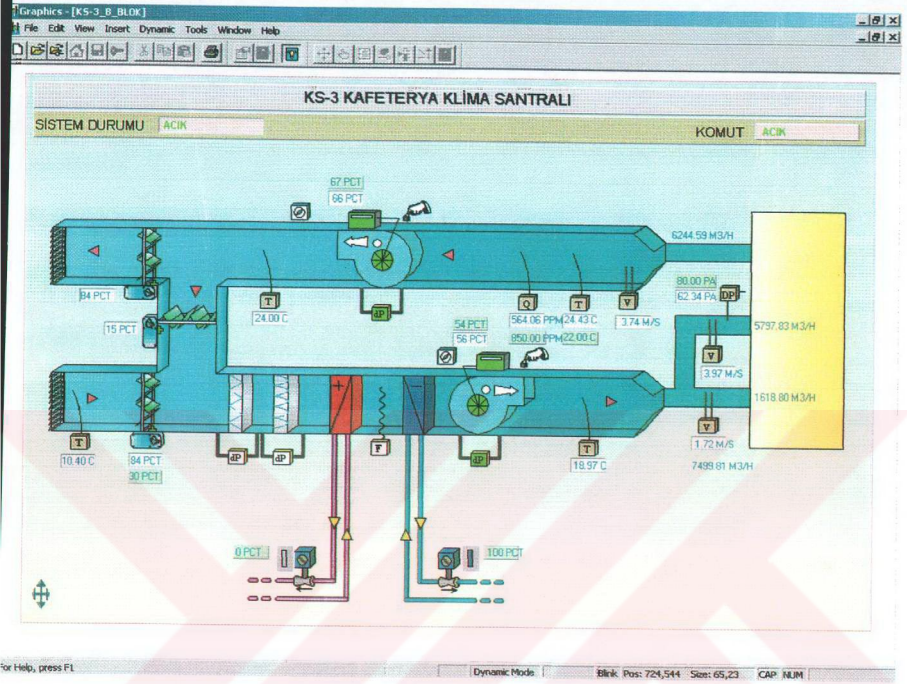 Graphics - [KS-3_B_BLOK]
File Edit View Insert Dynamic Tools Window Help
KS-3 KAFETERYA KLİMA SANTRALI
SİSTEM DURUMU ACIK
KOMUT ACIK
67 PCT
66 PCT
6244.59 M3/H
80.00 PA
62.34 PA DP
84 PCT
T
24.00 C
dP
Q
564.06 PPM
850.00 PPM
T
24.43 C
22.00 C
V
3.74 M/S
15 PCT
54 PCT
56 PCT
5797.83 M3/H
V
3.97 M/S
1618.80 M3/H
T
10.40 C
84 PCT
30 PCT
dP
dP
F
dP
T
18.97 C
V
1.72 M/S
7499.81 M3/H
0 PCT
100 PCT
For Help, press F1
Dynamic Mode
Blink Pos: 724,544 Size: 65,23 CAP NUM